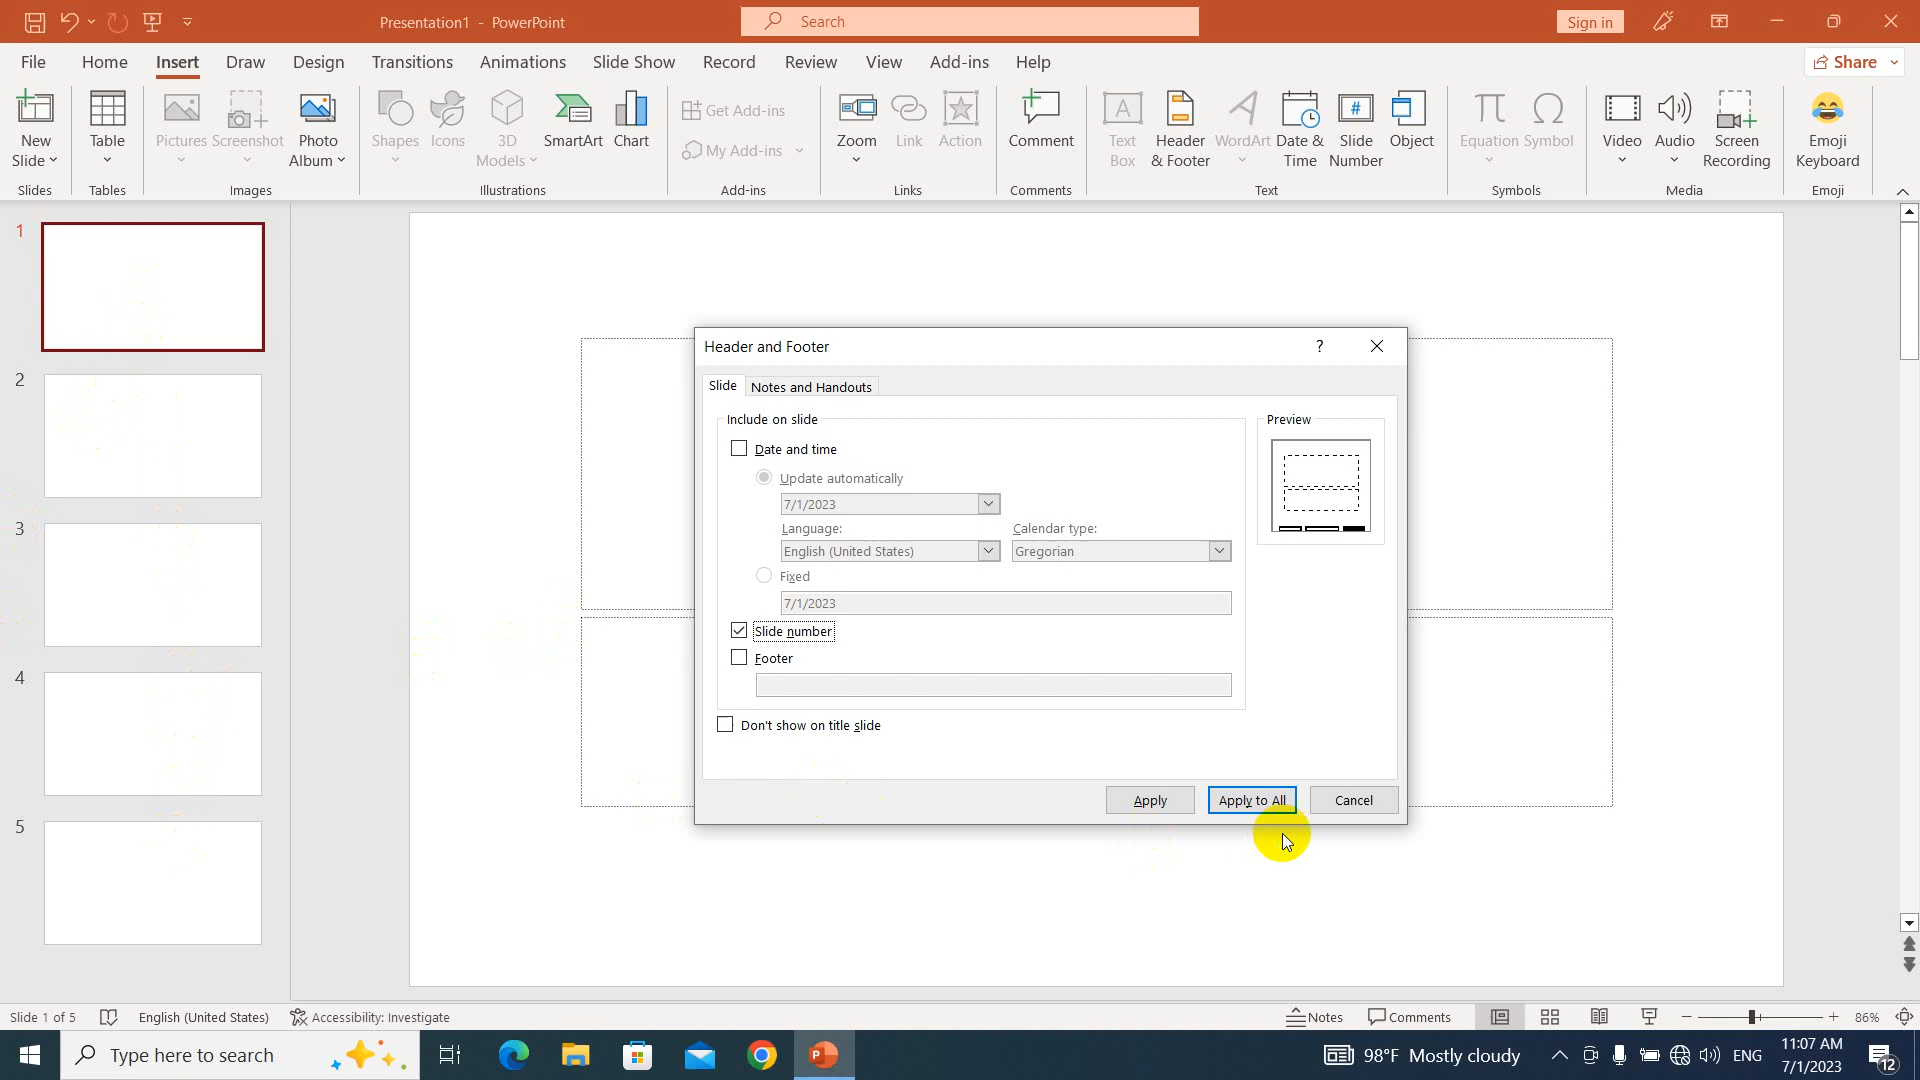 Presentation1 - PowerPoint
Search
Sign in
File Home Insert Draw Design Transitions Animations Slide Show Record Review View Add-ins Help
Share
New Slide
Table
Pictures
Screenshot
Photo Album
Shapes
Icons
3D Models
SmartArt
Chart
Get Add-ins
My Add-ins
Zoom
Link
Action
Comment
Text Box
Header & Footer
WordArt
Date & Time
Slide Number
Object
Equation
Symbol
Video
Audio
Screen Recording
Emoji Keyboard
Slides Tables Images Illustrations Add-ins Links Comments Text Symbols Media Emoji
1
2
3
4
5
Header and Footer
?
Slide Notes and Handouts
Include on slide
Preview
Date and time
Update automatically
7/1/2023
Language: Calendar type:
English (United States) Gregorian
Fixed
7/1/2023
Slide number
Footer
Don't show on title slide
Apply Apply to All Cancel
Slide 1 of 5 English (United States) Accessibility: Investigate Notes Comments 86%
Type here to search
98°F Mostly cloudy
ENG
11:07 AM
7/1/2023
12